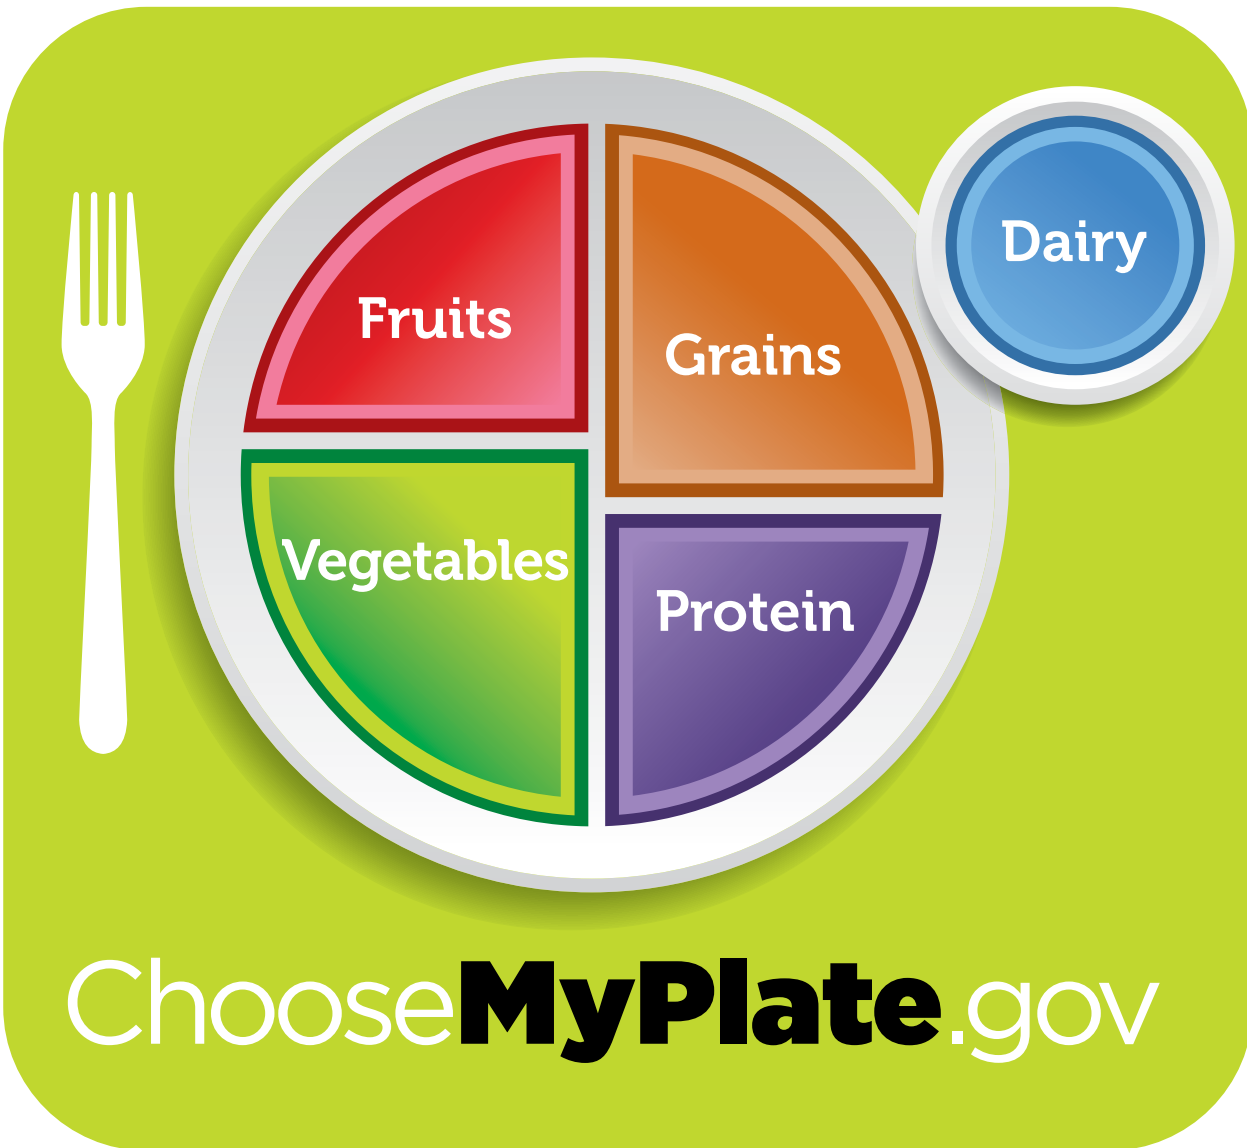 Fruits
Grains
Dairy
Vegetables
Protein
ChooseMyPlate.gov